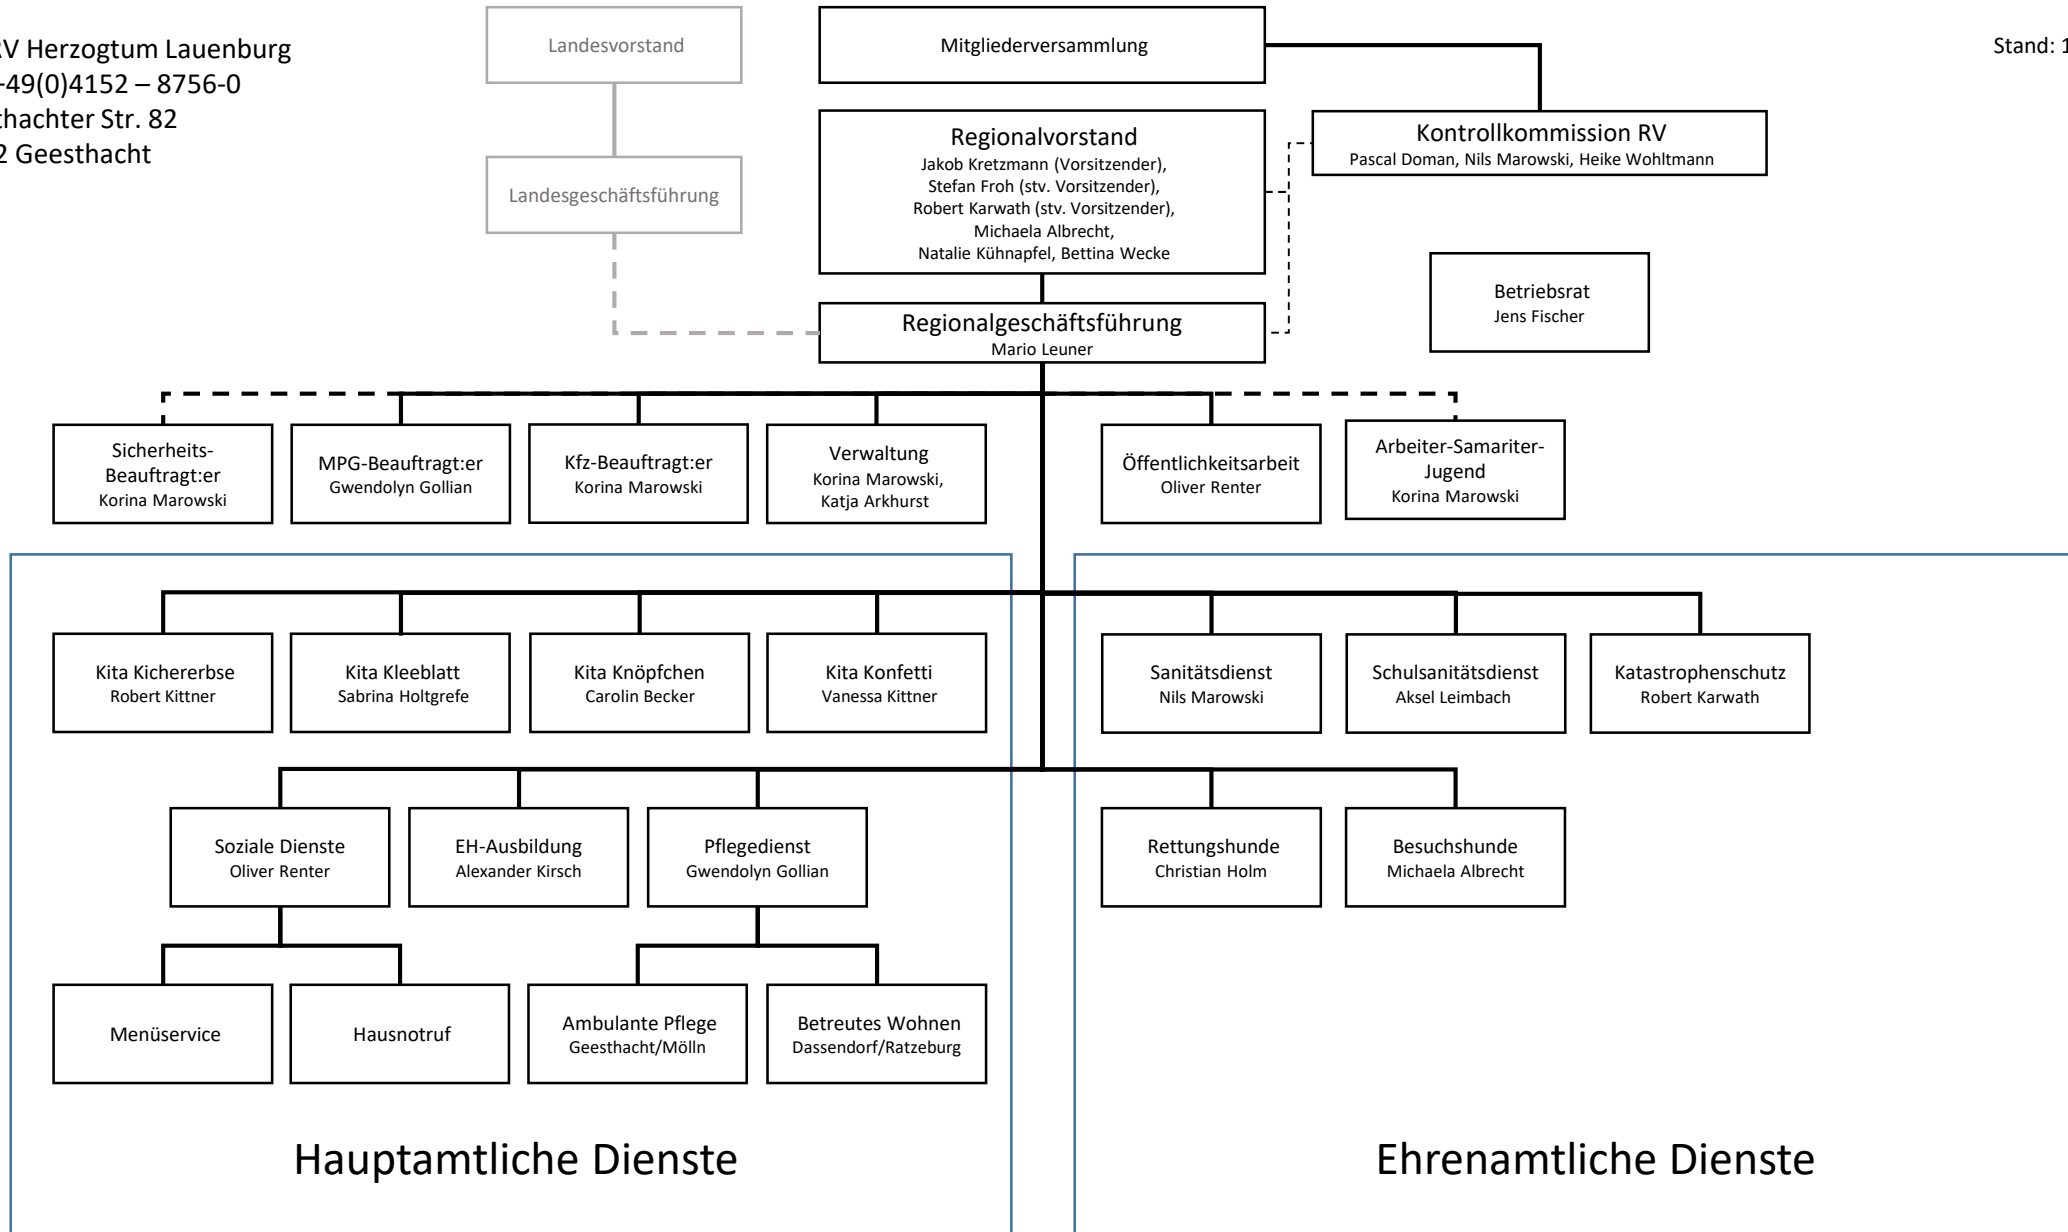 RV Herzogtum Lauenburg
49(0)4152 – 8756-0
Str. 82
Geesthacht
Landesvorstand
Mitgliederversammlung
Stand: 1
Landesgeschäftsführung
Regionalvorstand
Jakob Kretzmann (Vorsitzender),
Stefan Froh (stv. Vorsitzender),
Robert Karwath (stv. Vorsitzender),
Michaela Albrecht,
Natalie Kühnapfel, Bettina Wecke
Kontrollkommission RV
Pascal Doman, Nils Marowski, Heike Wohltmann
Betriebsrat
Jens Fischer
Regionalgeschäftsführung
Mario Leuner
Sicherheits-
Beauftragt:er
Korina Marowski
MPG-Beauftragt:er
Gwendolyn Gollian
Kfz-Beauftragt:er
Korina Marowski
Verwaltung
Korina Marowski,
Katja Arkhurst
Öffentlichkeitsarbeit
Oliver Renter
Arbeiter-Samariter-
Jugend
Korina Marowski
Kita Kichererbse
Robert Kittner
Kita Kleeblatt
Sabrina Holtgrefe
Kita Knöpfchen
Carolin Becker
Kita Konfetti
Vanessa Kittner
Sanitätsdienst
Nils Marowski
Schulsanitätsdienst
Aksel Leimbach
Katastrophenschutz
Robert Karwath
Soziale Dienste
Oliver Renter
EH-Ausbildung
Alexander Kirsch
Pflegedienst
Gwendolyn Gollian
Rettungshunde
Christian Holm
Besuchshunde
Michaela Albrecht
Menüservice
Hausnotruf
Ambulante Pflege
Geesthacht/Mölln
Betreutes Wohnen
Dassendorf/Ratzeburg
Hauptamtliche Dienste
Ehrenamtliche Dienste